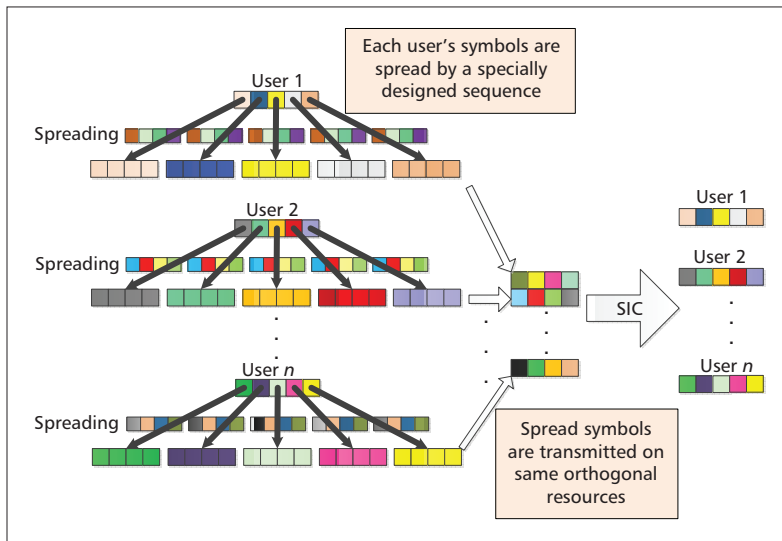 Each user's symbols are
spread by a specially
designed sequence
User 1
Spreading
User 2
Spreading
User n
Spreading
SIC
User 1
User 2
User n
Spread symbols
are transmitted on
same orthogonal
resources